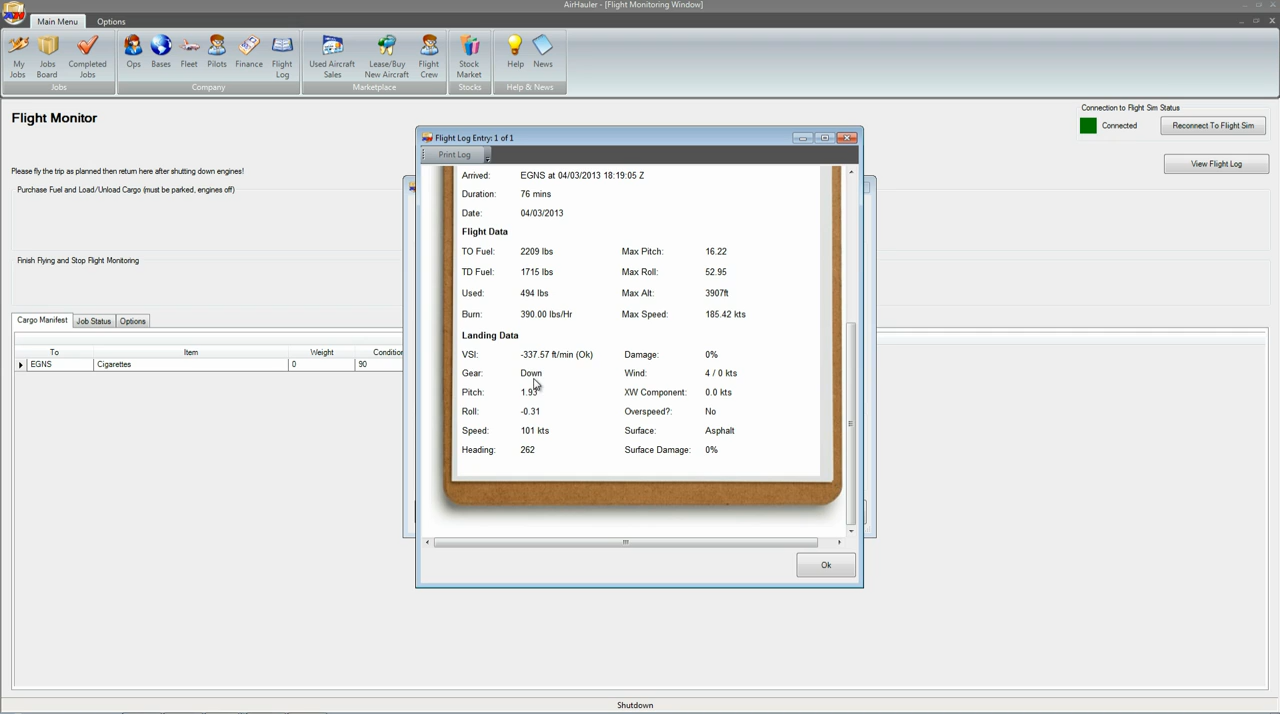 AirHauler - [Flight Monitoring Window]
Main Menu Options
My Jobs
Jobs Board
Completed Jobs
Ops
Bases
Fleet
Pilots
Finance
Flight Log
Used Aircraft Sales
Lease/Buy New Aircraft
Flight Crew
Stock Market
Help
News
Jobs Company Marketplace Stocks Help & News
Flight Monitor
Connection to Flight Sim Status
Connected Reconnect To Flight Sim
View Flight Log
Please fly the trip as planned then return here after shutting down engines!
Purchase Fuel and Load/Unload Cargo (must be parked, engines off)
Finish Flying and Stop Flight Monitoring
Cargo Manifest Job Status Options
To Item Weight Condition
EGNS Cigarettes 0 90
Flight Log Entry: 1 of 1
Print Log
Arrived: EGNS at 04/03/2013 18:19:05 Z
Duration: 76 mins
Date: 04/03/2013
Flight Data
TO Fuel: 2209 lbs Max Pitch: 16.22
TD Fuel: 1715 lbs Max Roll: 52.95
Used: 494 lbs Max Alt: 3907ft
Burn: 390.00 lbs/Hr Max Speed: 185.42 kts
Landing Data
VSI: -337.57 ft/min (Ok) Damage: 0%
Gear: Down Wind: 4 / 0 kts
Pitch: 1.93 XW Component: 0.0 kts
Roll: -0.31 Overspeed?: No
Speed: 101 kts Surface: Asphalt
Heading: 262 Surface Damage: 0%
Ok
Shutdown